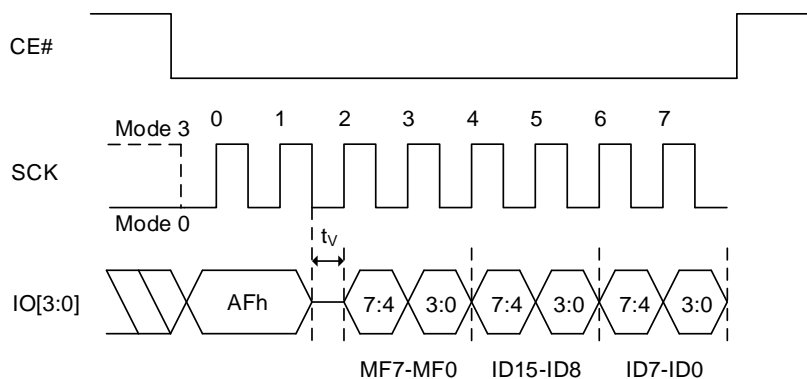 CE#
0 1 2 3 4 5 6 7
Mode 3
SCK
Mode 0
tV
IO[3:0] AFh 7:4 3:0 7:4 3:0 7:4 3:0
MF7-MF0 ID15-ID8 ID7-ID0